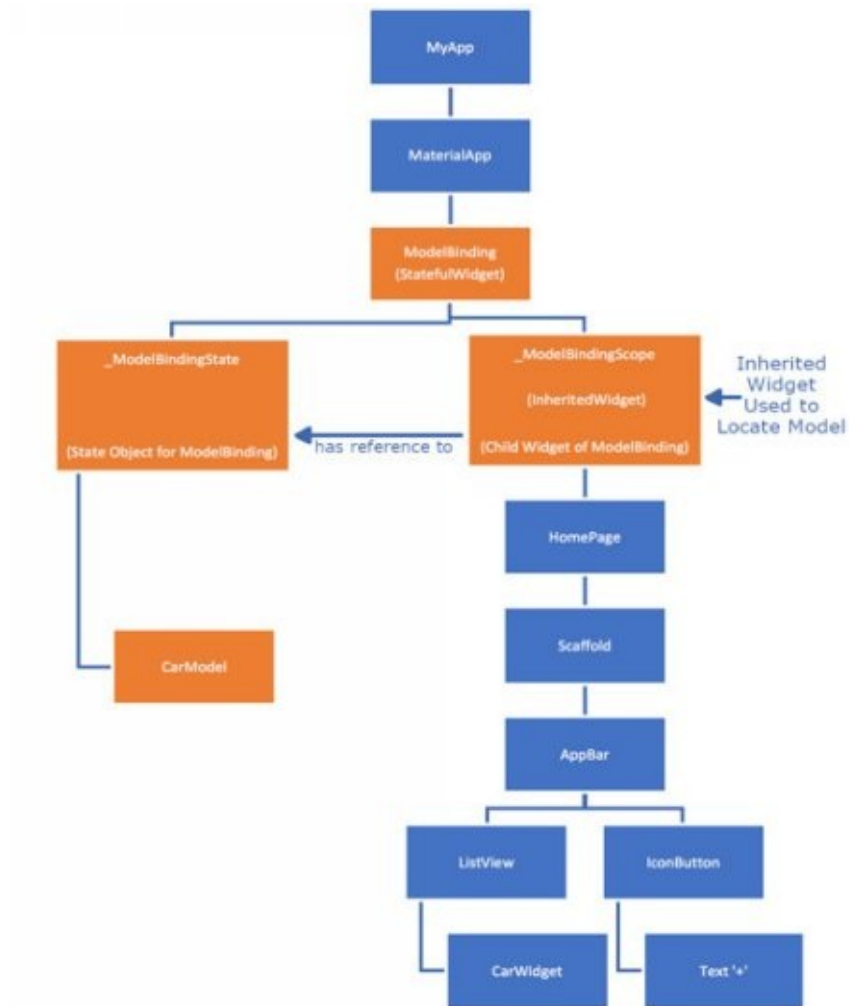 MyApp
MaterialApp
ModelBinding
(StatefulWidget)
_ModelBindingState
(State Object for ModelBinding)
_ModelBindingScope
(InheritedWidget)
(Child Widget of ModelBinding)
Inherited
Widget
Used to
Locate Model
has reference to
HomePage
CarModel
Scaffold
AppBar
ListView
IconButton
CarWidget
Text '+'